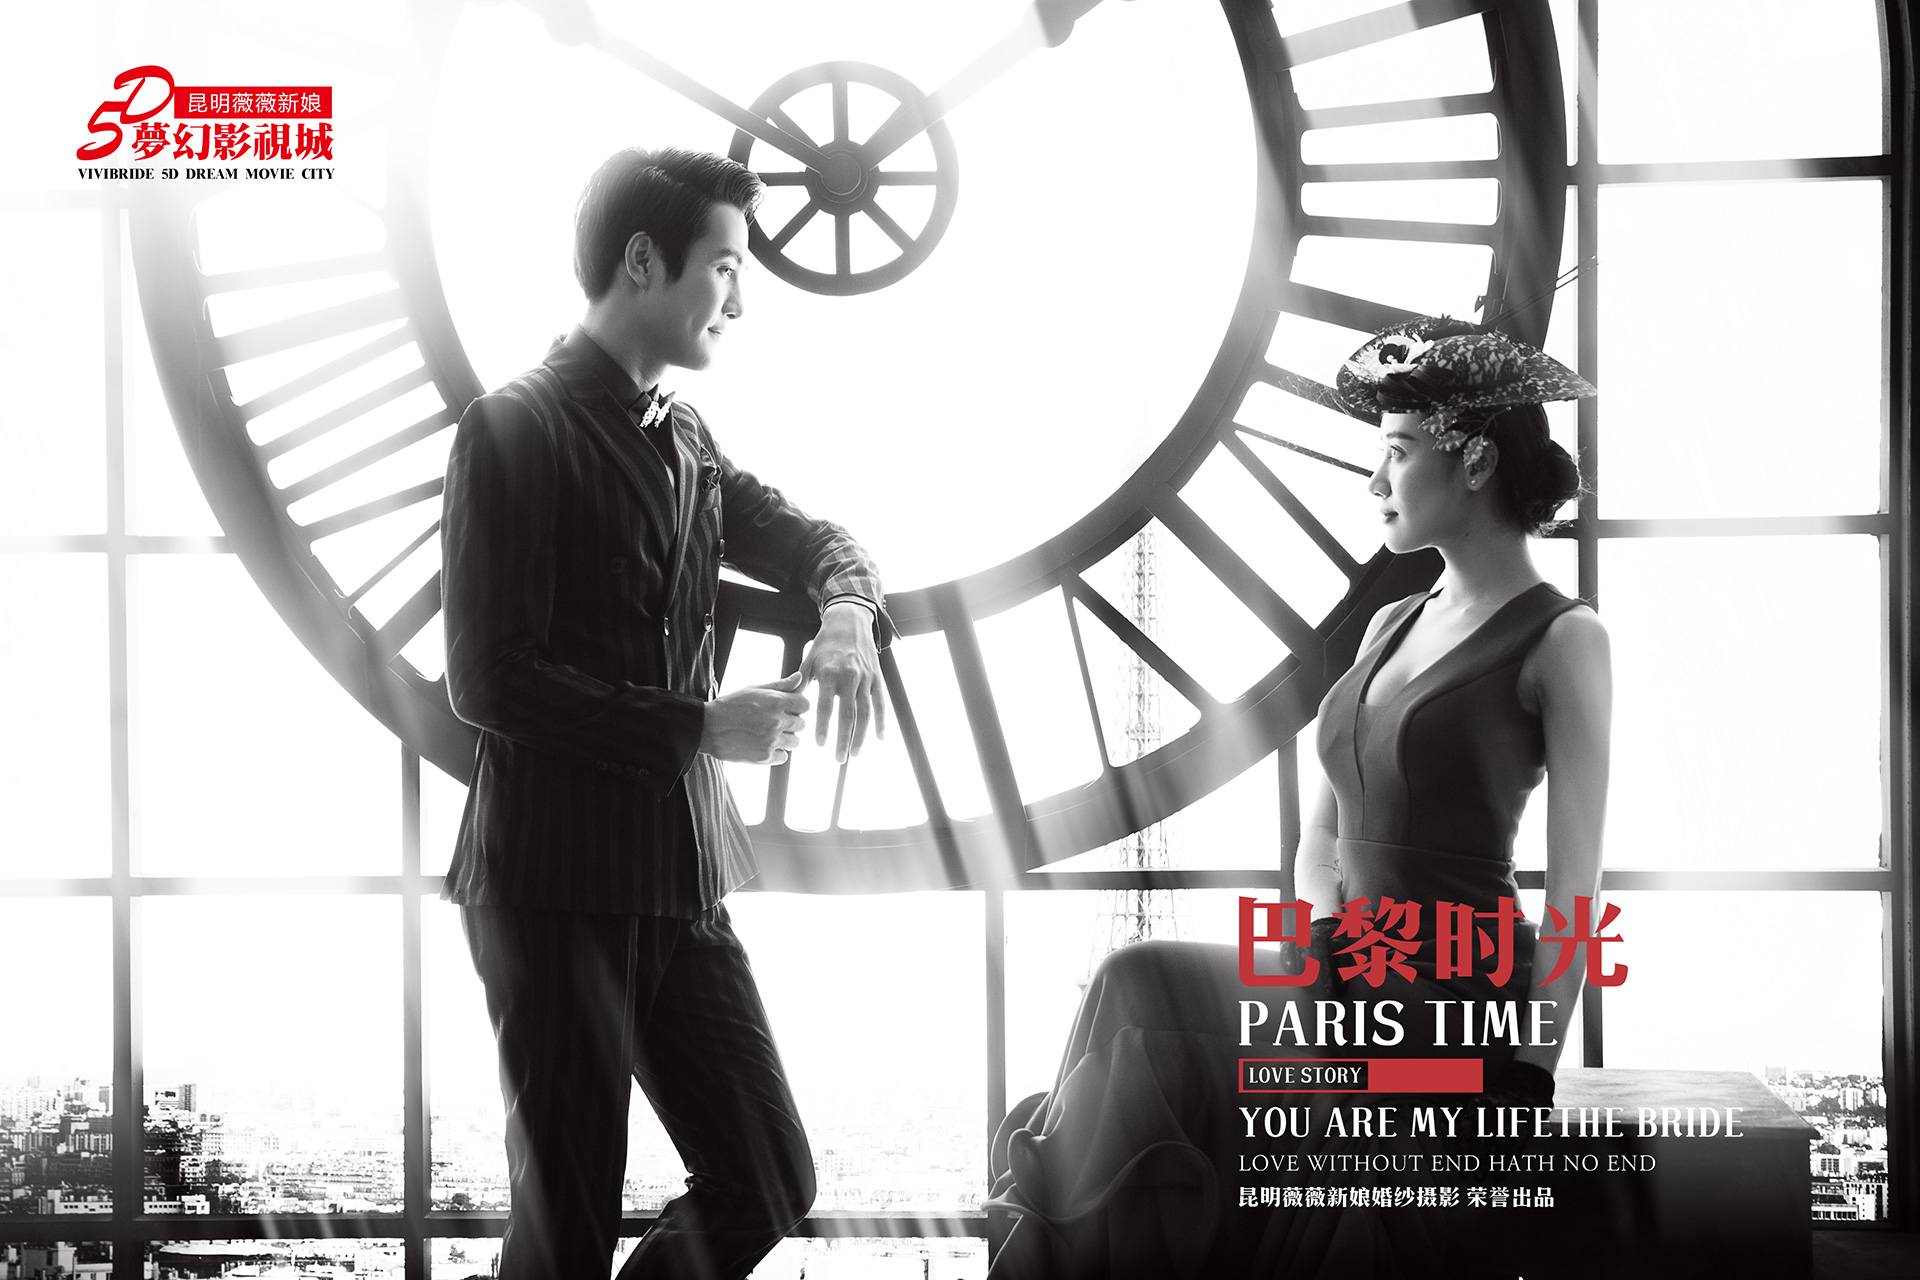 5D
昆明薇薇新娘
夢幻影視城
VIVIBRIDE 5D DREAM MOVIE CITY
巴黎时光
PARIS TIME
LOVE STORY
YOU ARE MY LIFETHE BRIDE
LOVE WITHOUT END HATH NO END
昆明薇薇新娘婚纱摄影 荣誉出品